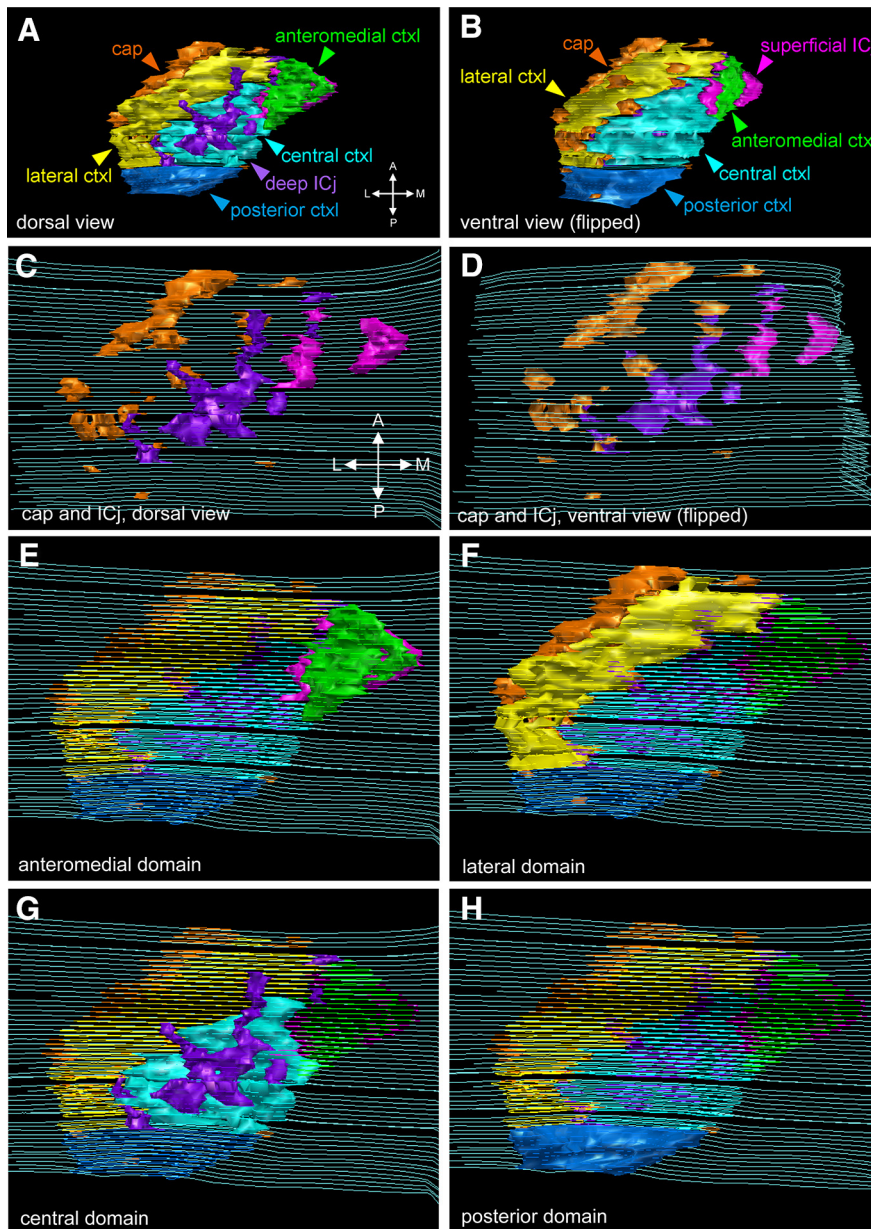 A
cap
anteromedial ctxl
lateral ctxl
central ctxl
deep ICj
posterior ctxl
A
L M
P
dorsal view
B
cap
superficial IC
lateral ctxl
anteromedial ctx
central ctxl
posterior ctxl
ventral view (flipped)
C
A
L M
P
cap and ICj, dorsal view
D
cap and ICj, ventral view (flipped)
E
anteromedial domain
F
lateral domain
G
central domain
H
posterior domain